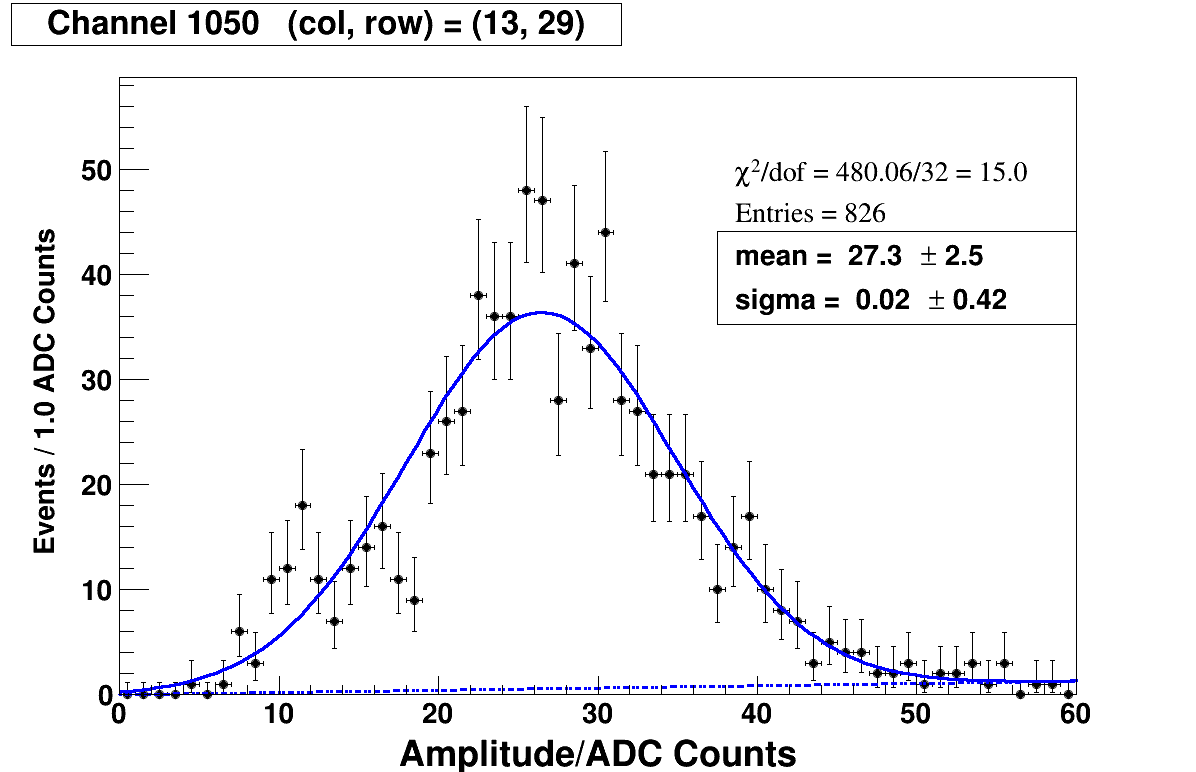 Channel 1050 (col, row) = (13, 29)
χ²/dof = 480.06/32 = 15.0
Entries = 826
mean = 27.3 ± 2.5
sigma = 0.02 ± 0.42
Events / 1.0 ADC Counts
50
40
30
20
10
0
0 10 20 30 40 50 60
Amplitude/ADC Counts